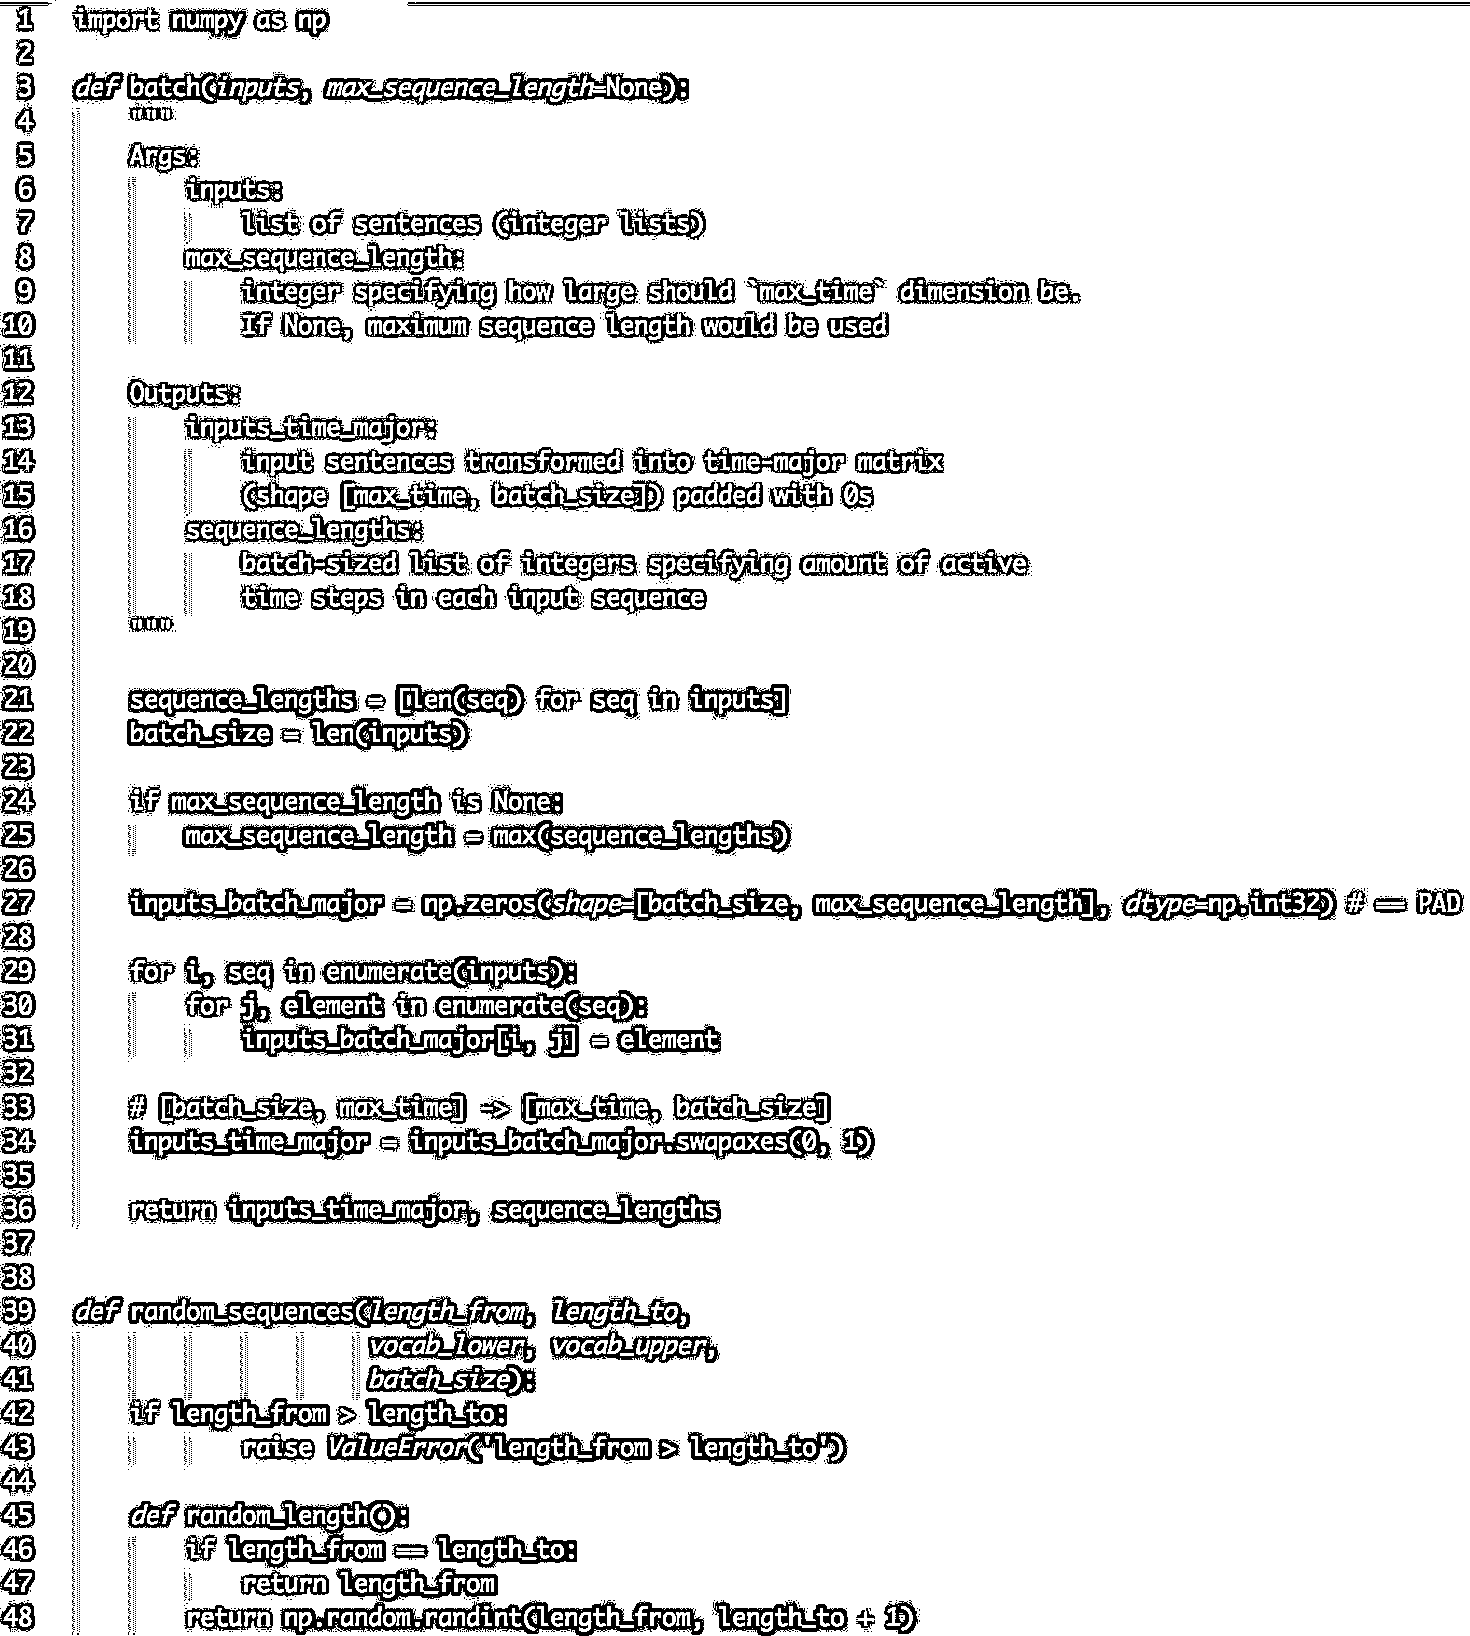 1 import numpy as np
2
3 def batch(inputs, max_sequence_length=None):
4     """
5     Args:
6         inputs:
7             list of sentences (integer lists)
8         max_sequence_length:
9             integer specifying how large should `max_time` dimension be.
10             If None, maximum sequence length would be used
11
12     Outputs:
13         inputs_time_major:
14             input sentences transformed into time-major matrix
15             (shape [max_time, batch_size]) padded with 0s
16         sequence_lengths:
17             batch-sized list of integers specifying amount of active
18             time steps in each input sequence
19     """
20
21     sequence_lengths = [len(seq) for seq in inputs]
22     batch_size = len(inputs)
23
24     if max_sequence_length is None:
25         max_sequence_length = max(sequence_lengths)
26
27     inputs_batch_major = np.zeros(shape=[batch_size, max_sequence_length], dtype=np.int32) # == PAD
28
29     for i, seq in enumerate(inputs):
30         for j, element in enumerate(seq):
31             inputs_batch_major[i, j] = element
32
33     # [batch_size, max_time] -> [max_time, batch_size]
34     inputs_time_major = inputs_batch_major.swapaxes(0, 1)
35
36     return inputs_time_major, sequence_lengths
37
38
39 def random_sequences(length_from, length_to,
40                      vocab_lower, vocab_upper,
41                      batch_size):
42     if length_from > length_to:
43             raise ValueError('length_from > length_to')
44
45     def random_length():
46         if length_from == length_to:
47             return length_from
48         return np.random.randint(length_from, length_to + 1)